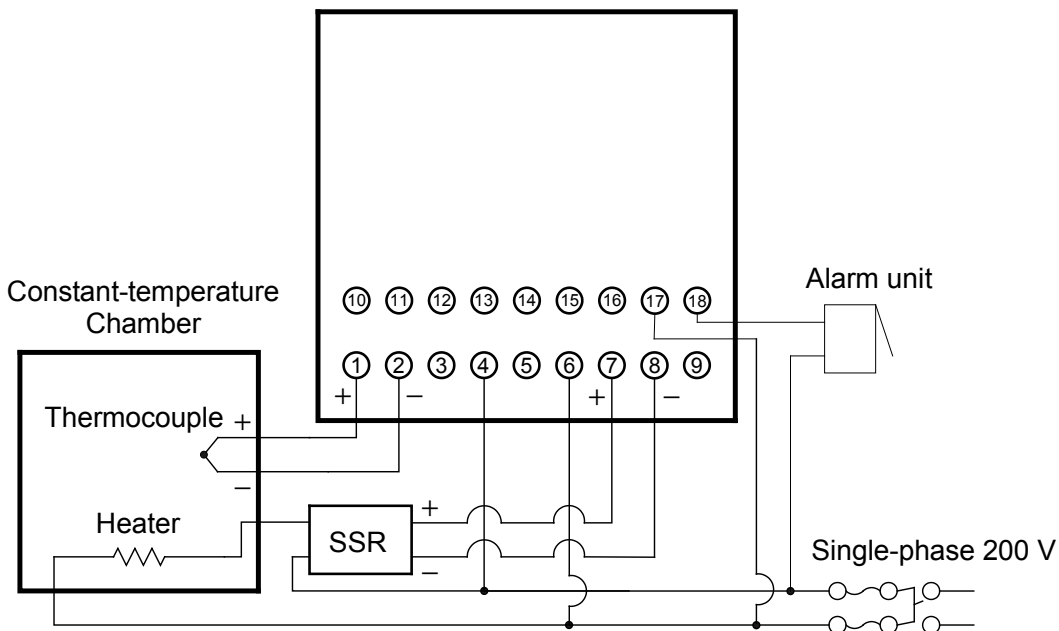 Constant-temperature
Chamber
Alarm unit
10 11 12 13 14 15 16 17 18
1 2 3 4 5 6 7 8 9
+ − + −
Thermocouple +
−
Heater
SSR
+
−
Single-phase 200 V